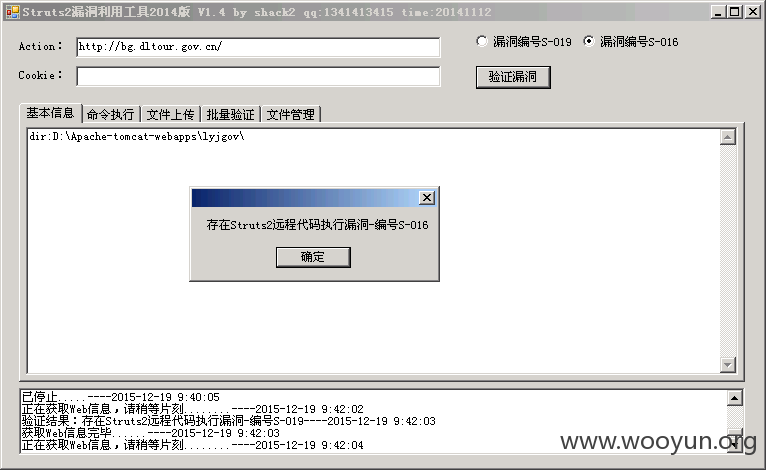 Struts2漏洞利用工具2014版 V1.4 by shack2 qq:1341413415 time:20141112
Action: http://bg.dltour.gov.cn/ 漏洞编号S-019 漏洞编号S-016
Cookie: 验证漏洞
基本信息 命令执行 文件上传 批量验证 文件管理
dir:D:\Apache-tomcat-webapps\lyjgov\
存在Struts2远程代码执行漏洞-编号S-016
确定
已停止.....----2015-12-19 9:40:05
正在获取Web信息，请稍等片刻........----2015-12-19 9:42:02
验证结果：存在Struts2远程代码执行漏洞-编号S-019----2015-12-19 9:42:03
获取Web信息完毕......----2015-12-19 9:42:03
正在获取Web信息，请稍等片刻........----2015-12-19 9:42:04
www.wooyun.org